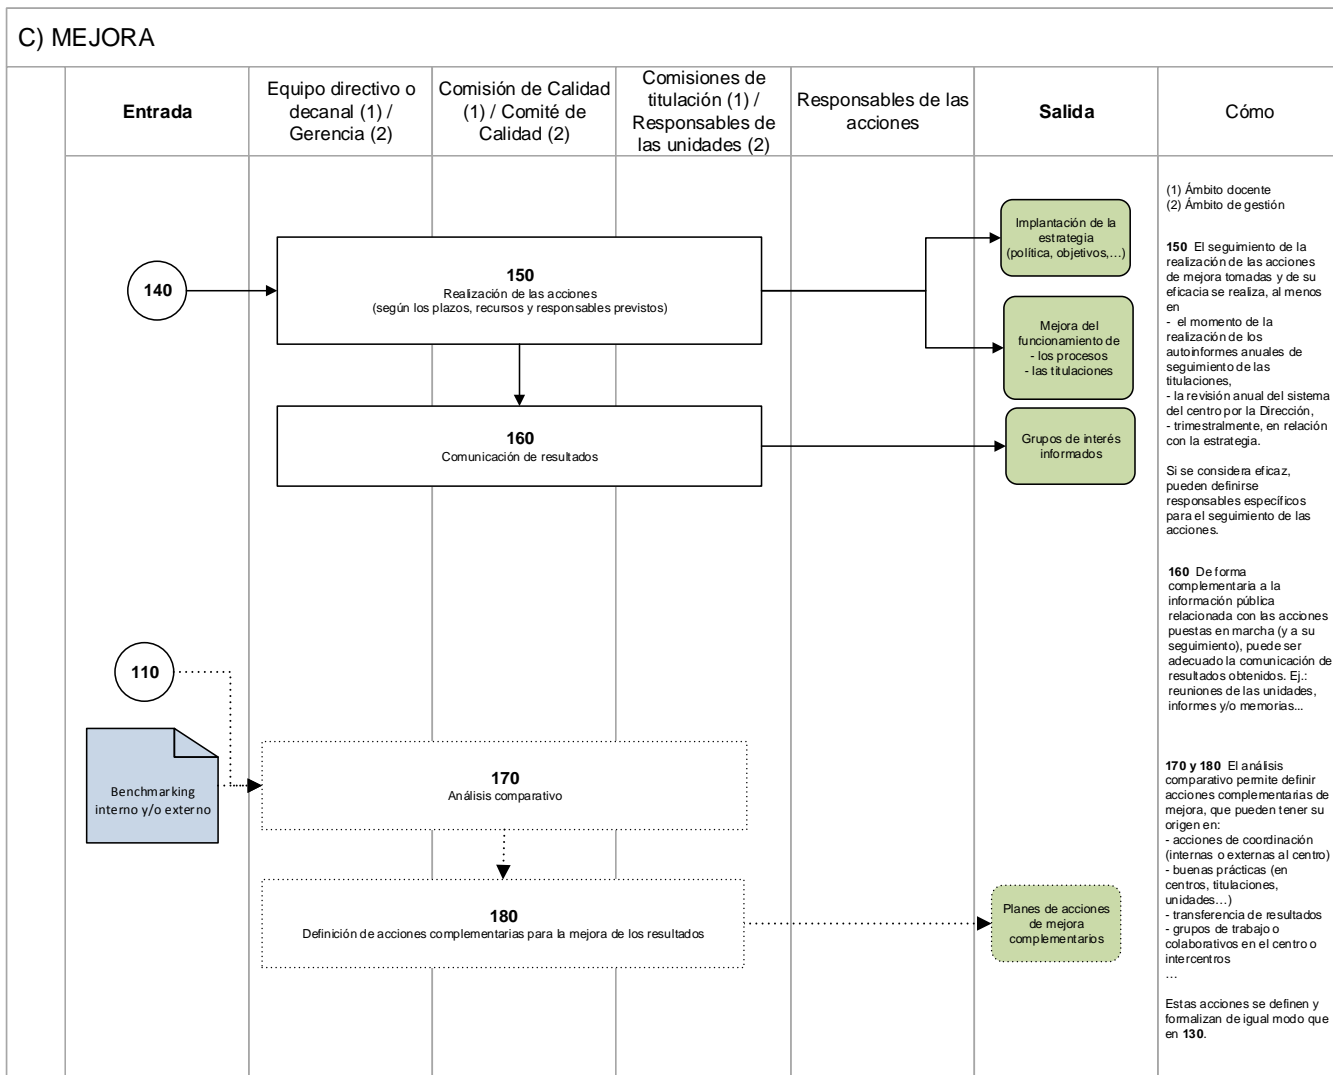 C) MEJORA
Entrada
Equipo directivo o
decanal (1) /
Gerencia (2)
Comisión de Calidad
(1) / Comité de
Calidad (2)
Comisiones de
titulación (1) /
Responsables de
las unidades (2)
Responsables de las
acciones
Salida
Cómo
140
150
Realización de las acciones
(según los plazos, recursos y responsables previstos)
Implantación de la
estrategia
(política, objetivos,...)
Mejora del
funcionamiento de
- los procesos
- las titulaciones
160
Comunicación de resultados
Grupos de interés
informados
110
Benchmarking
interno y/o externo
170
Análisis comparativo
180
Definición de acciones complementarias para la mejora de los resultados
Planes de acciones
de mejora
complementarios
(1) Ámbito docente
(2) Ámbito de gestión
150 El seguimiento de la
realización de las acciones
de mejora tomadas y de su
eficacia se realiza, al menos
en
- el momento de la
realización de los
autoinformes anuales de
seguimiento de las
titulaciones,
- la revisión anual del sistema
del centro por la Dirección,
- trimestralmente, en relación
con la estrategia.
Si se considera eficaz,
pueden definirse
responsables específicos
para el seguimiento de las
acciones.
160 De forma
complementaria a la
información pública
relacionada con las acciones
puestas en marcha (y a su
seguimiento), puede ser
adecuado la comunicación de
resultados obtenidos. Ej.:
reuniones de las unidades,
informes y/o memorias...
170 y 180 El análisis
comparativo permite definir
acciones complementarias de
mejora, que pueden tener su
origen en:
- acciones de coordinación
(internas o externas al centro)
- buenas prácticas (en
centros, titulaciones,
unidades...)
- transferencia de resultados
- grupos de trabajo o
colaborativos en el centro o
intercentros
...
Estas acciones se definen y
formalizan de igual modo que
en 130.